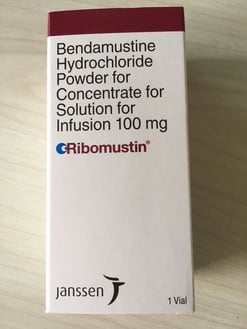 Bendamustine
Hydrochloride
Powder for
Concentrate for
Solution for
Infusion 100 mg
Ribomustin®
janssen
1 Vial